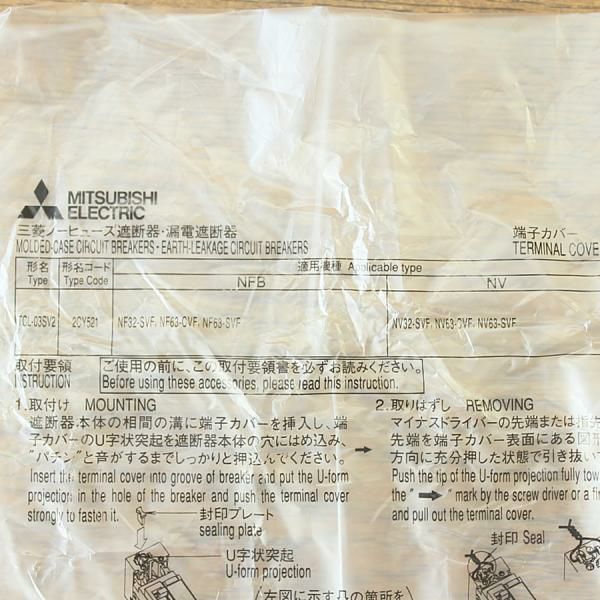 MITSUBISHI
ELECTRIC
三菱ノーヒューズ遮断器・漏電遮断器
MOLDED-CASE CIRCUIT BREAKERS・EARTH-LEAKAGE CIRCUIT BREAKERS
端子カバー
TERMINAL COVE
形名
Type
形名コード
Type Code
適用機種 Applicable type
NFB
NV
TCL-03SV2
2CY521
NF32-SVF, NF63-CVF, NF63-SVF
NV32-SVF, NV63-CVF, NV63-SVF
取付要領
INSTRUCTION
ご使用の前に、この取付要領書を必ずお読みください。
Before using these accessories, please read this instruction.
1. 取付け MOUNTING
遮断器本体の相間の溝に端子カバーを挿入し、端
子カバーのU字状突起を遮断器本体の穴にはめ込み、
"パチン"と音がするまでしっかりと押込んでください。
Insert the terminal cover into groove of breaker and put the U-form
projection in the hole of the breaker and push the terminal cover
strongly to fasten it.
封印プレート
sealing plate
U字状突起
U-form projection
左図に示す凸の箇所を
2. 取りはずし REMOVING
マイナスドライバーの先端または指先
先端を端子カバー表面にある図形
方向に充分押した状態で引き抜い
Push the tip of the U-form projection fully tow
the "➡" mark by the screw driver or a fi
and pull out the terminal cover.
封印 Seal